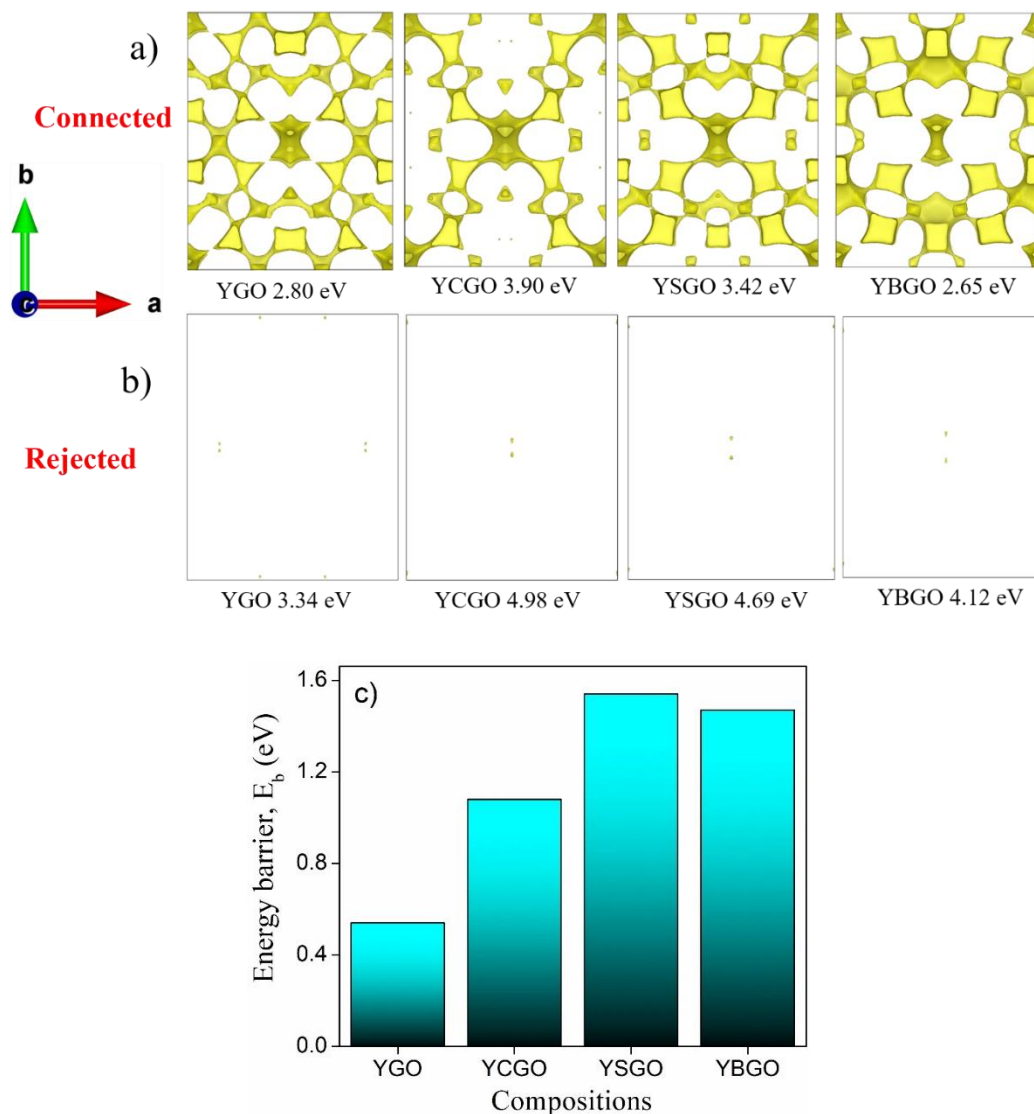 a)
Connected
b
c
a
YGO 2.80 eV YCGO 3.90 eV YSGO 3.42 eV YBGO 2.65 eV
b)
Rejected
YGO 3.34 eV YCGO 4.98 eV YSGO 4.69 eV YBGO 4.12 eV
c)
Energy barrier, E_b (eV)
1.6
1.2
0.8
0.4
0.0
YGO YCGO YSGO YBGO
Compositions